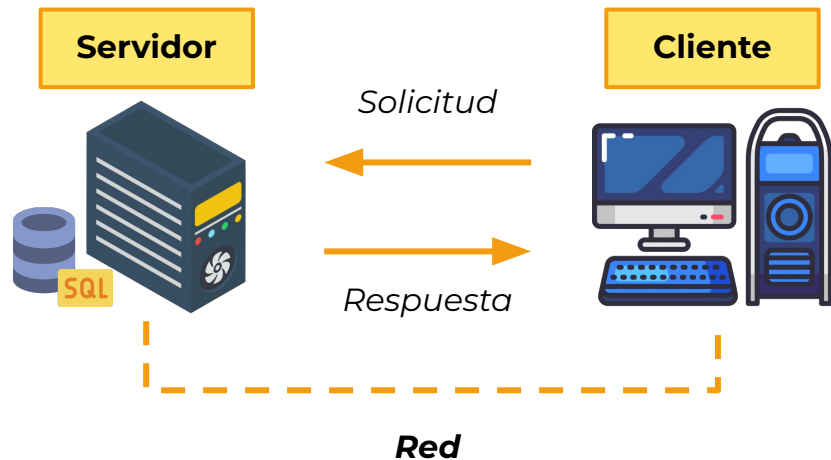 Servidor
Cliente
Solicitud
SQL
Respuesta
Red